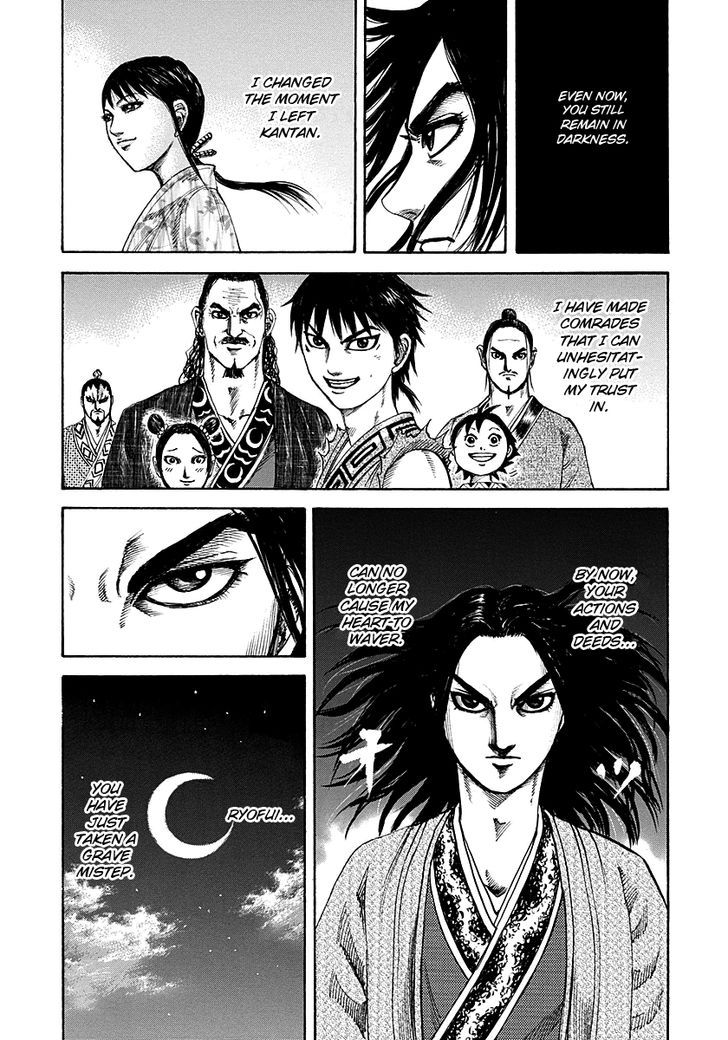 EVEN NOW,
YOU STILL
REMAIN IN
DARKNESS.
I CHANGED
THE MOMENT
I LEFT
KANTAN.
I HAVE MADE
COMRADES
THAT I CAN
UNHESITAT-
INGLY PUT
MY TRUST
IN.
BY NOW,
YOUR
ACTIONS
AND
DEEDS...
CAN NO
LONGER
CAUSE MY
HEART-TO
WAVER.
RYOFUI...
YOU
HAVE
JUST
TAKEN A
GRAVE
MISTEP.